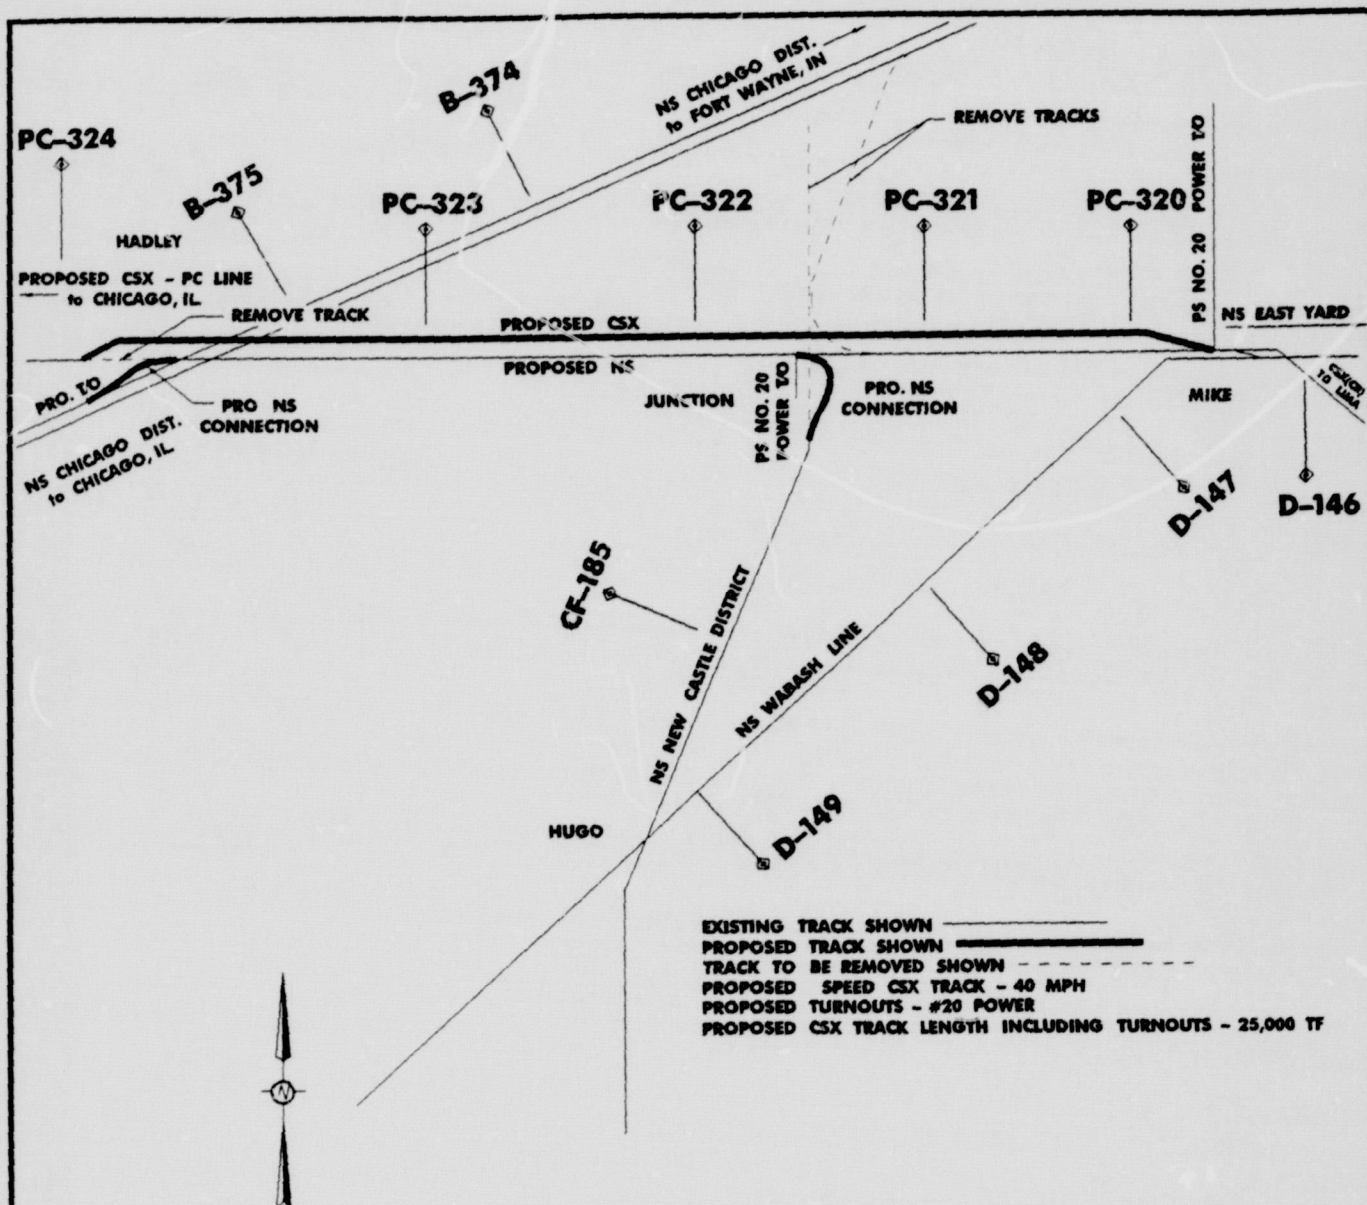 NS CHICAGO DIST.
to FORT WAYNE, IN
B-374
PC-324
REMOVE TRACKS
PS NO. 20 POWER T/O
B-375
PC-323
PC-322
PC-321
PC-320
HADLEY
PROPOSED CSX - PC LINE
to CHICAGO, IL
REMOVE TRACK
PROPOSED CSX
NS EAST YARD
PROPOSED NS
PRO. T/O
PRO NS
CONNECTION
JUNCTION
PS NO. 20
POWER T/O
PRO. NS
CONNECTION
MIKE
CSX(CR)
TO LIMA
NS CHICAGO DIST.
to CHICAGO, IL
D-147
D-146
CF-185
NS NEW CASTLE DISTRICT
NS WABASH LINE
D-148
HUGO
D-149
EXISTING TRACK SHOWN
PROPOSED TRACK SHOWN
TRACK TO BE REMOVED SHOWN
PROPOSED SPEED CSX TRACK - 40 MPH
PROPOSED TURNOUTS - #20 POWER
PROPOSED CSX TRACK LENGTH INCLUDING TURNOUTS - 25,000 TF
N